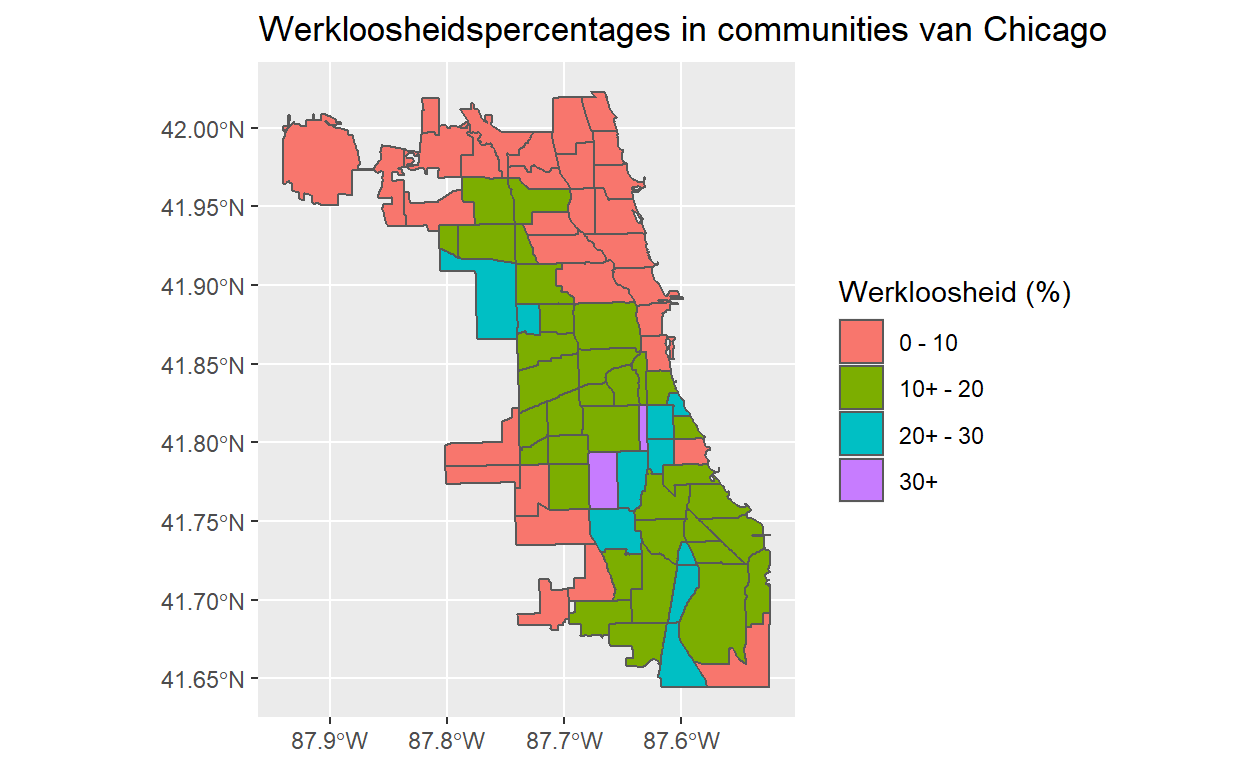 Werkloosheidspercentages in communities van Chicago
42.00°N
41.95°N
41.90°N
41.85°N
41.80°N
41.75°N
41.70°N
41.65°N
87.9°W 87.8°W 87.7°W 87.6°W
Werkloosheid (%)
0 - 10
10+ - 20
20+ - 30
30+